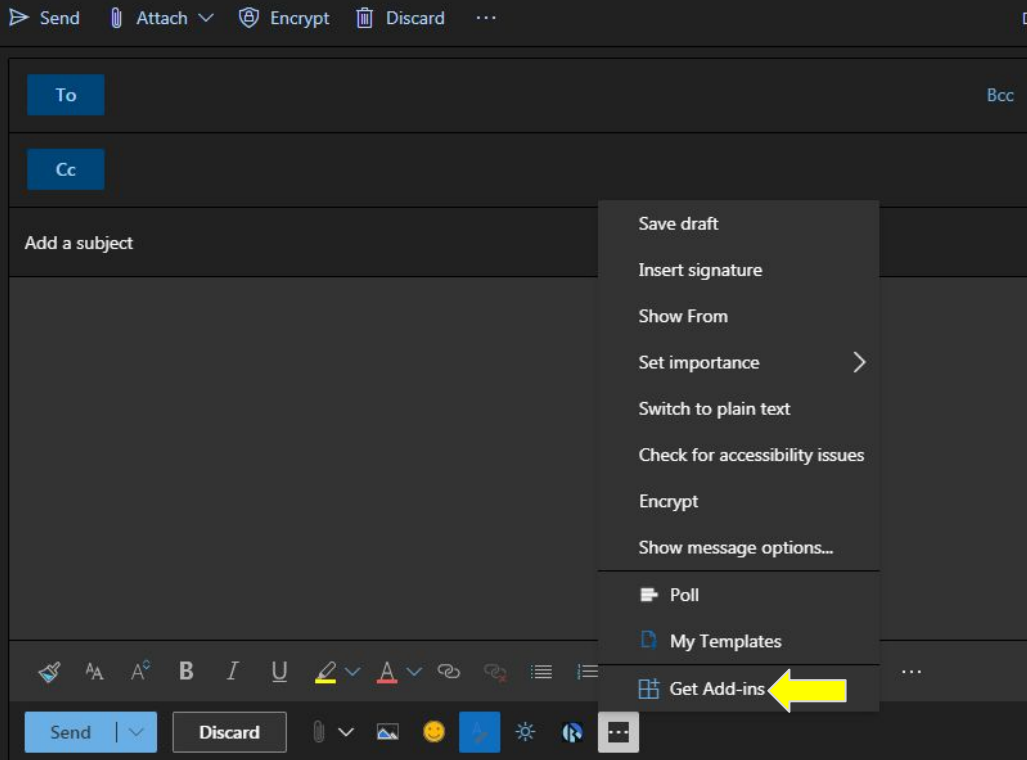 Send Attach Encrypt Discard ...
To Bcc
Cc
Add a subject
Save draft
Insert signature
Show From
Set importance
Switch to plain text
Check for accessibility issues
Encrypt
Show message options...
Poll
My Templates
Get Add-ins
B I U A
Send Discard